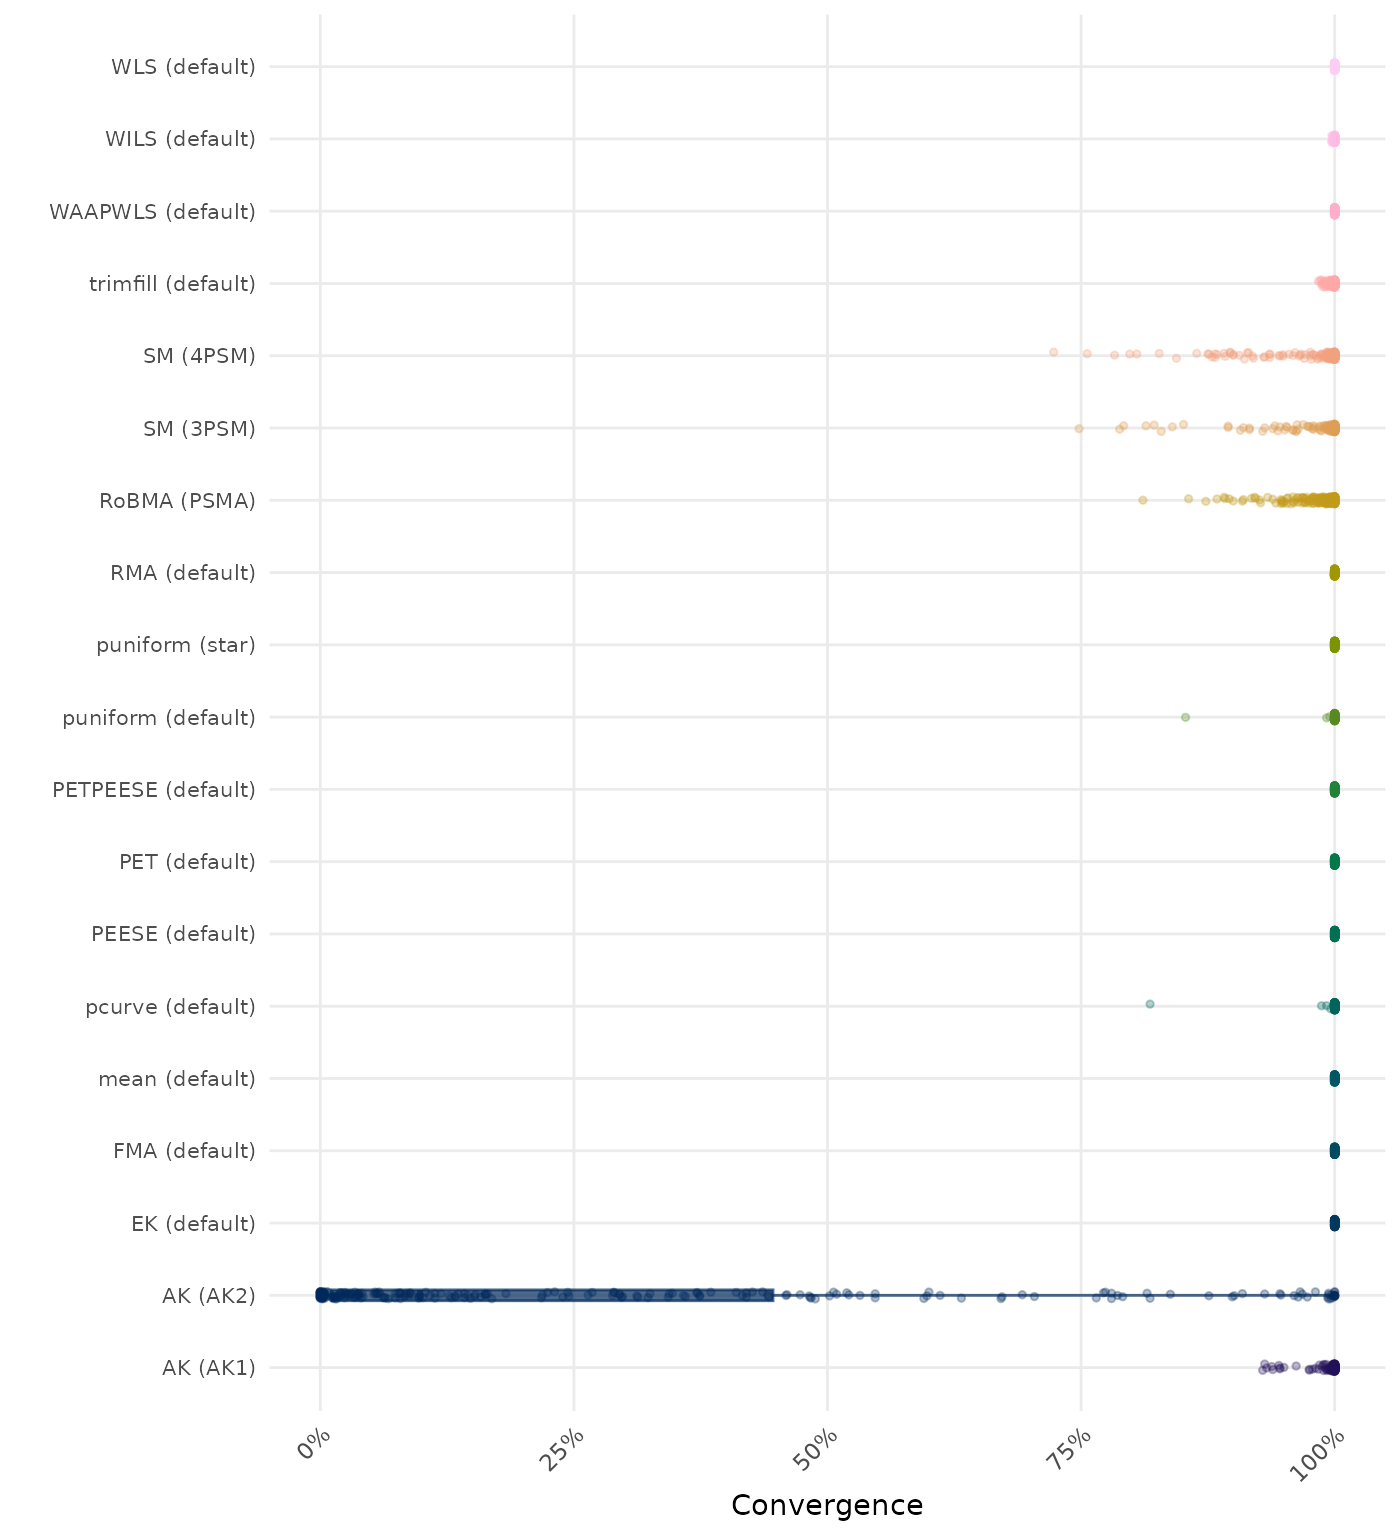 WLS (default)
WILS (default)
WAAPWLS (default)
trimfill (default)
SM (4PSM)
SM (3PSM)
RoBMA (PSMA)
RMA (default)
puniform (star)
puniform (default)
PETPEESE (default)
PET (default)
PEESE (default)
pcurve (default)
mean (default)
FMA (default)
EK (default)
AK (AK2)
AK (AK1)
0%
25%
50%
75%
100%
Convergence